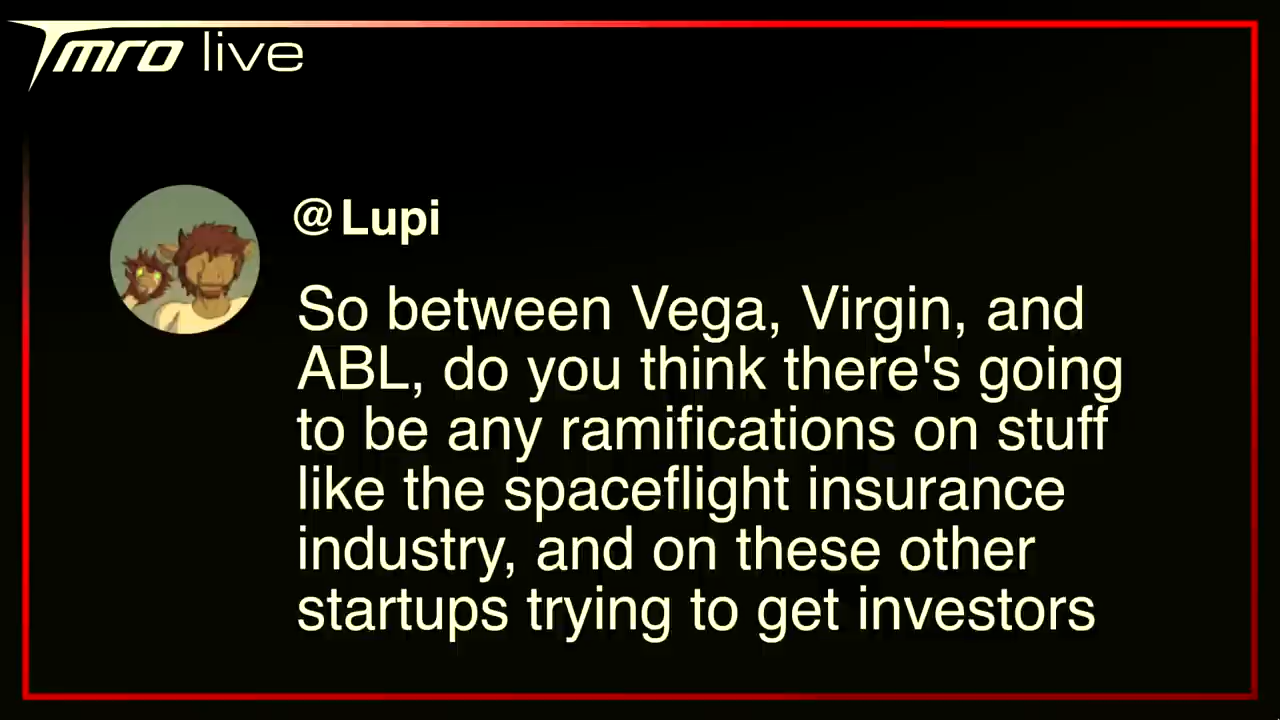 Tmro live
@Lupi
So between Vega, Virgin, and
ABL, do you think there's going
to be any ramifications on stuff
like the spaceflight insurance
industry, and on these other
startups trying to get investors